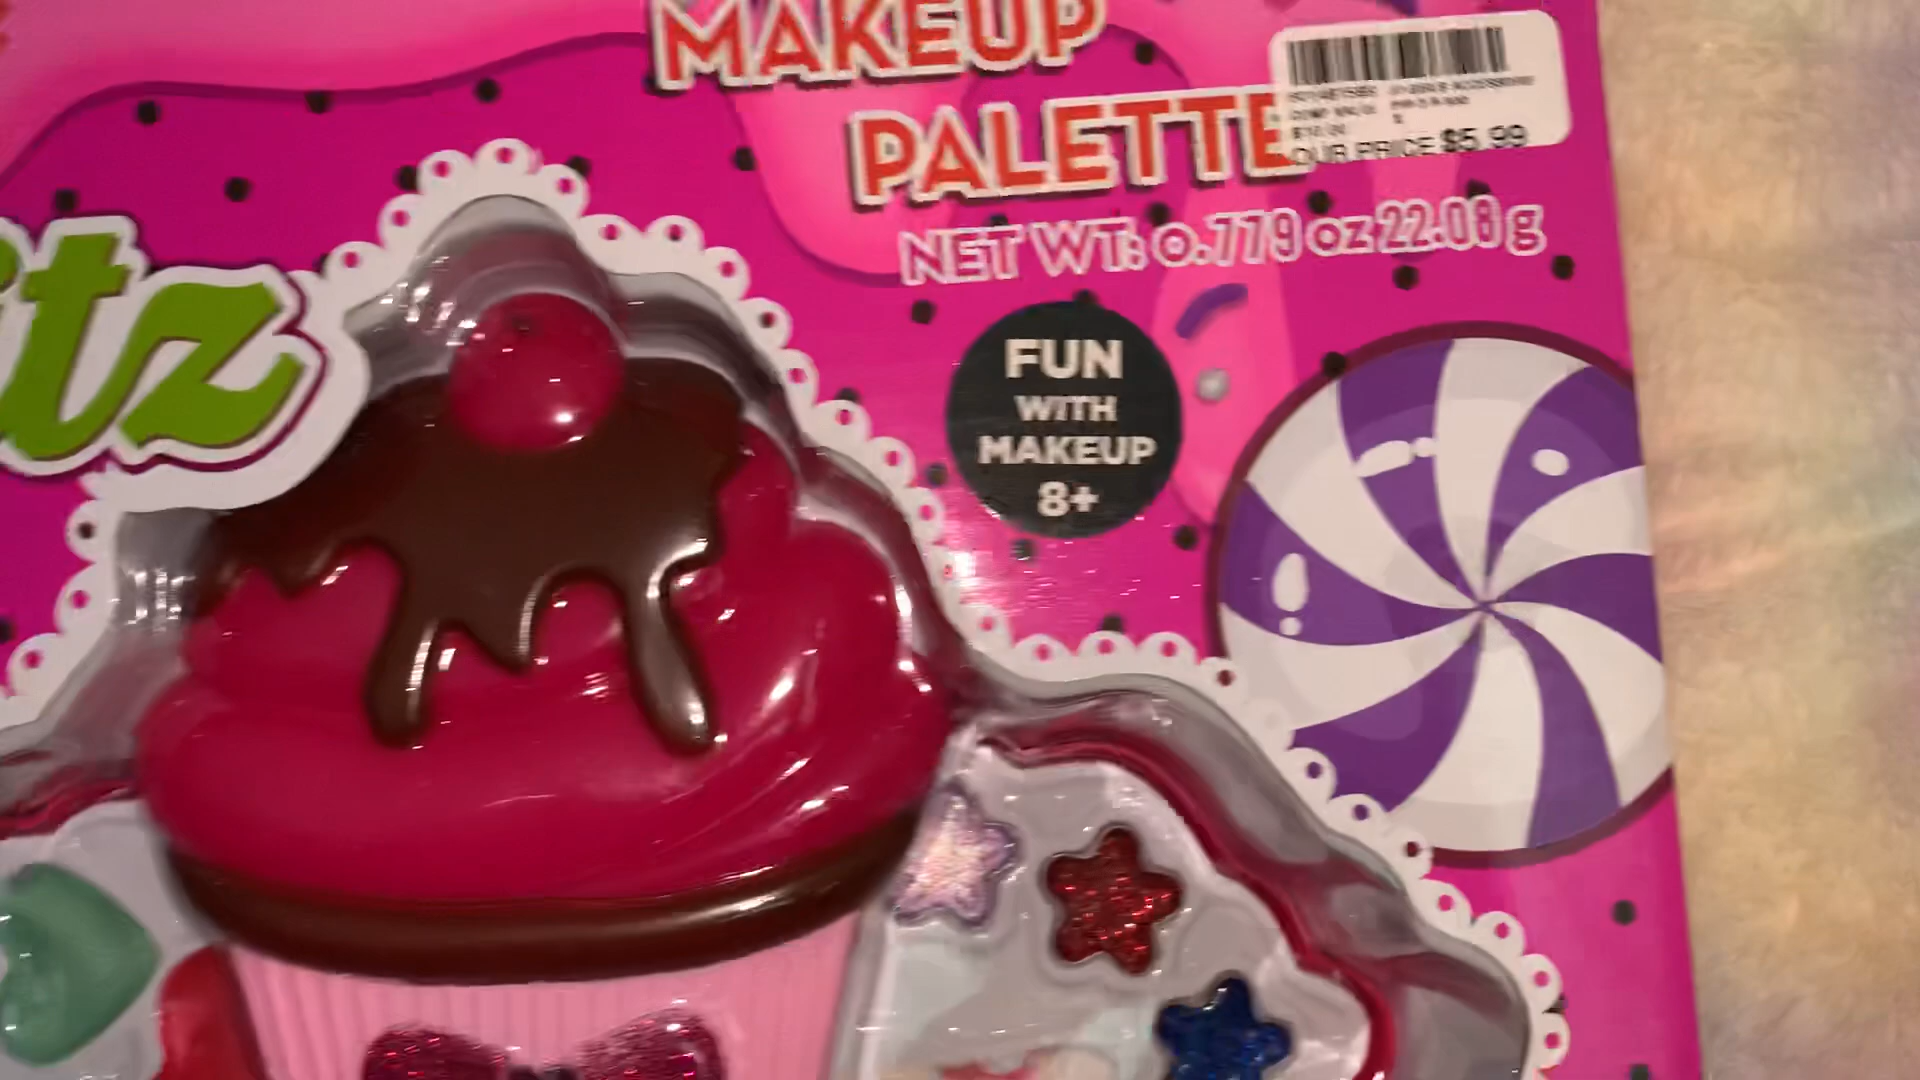 MAKEUP
PALETTE
OUR PRICE $5.99
NET WT: 0.779 oz 22.08 g
itz
FUN
WITH
MAKEUP
8+